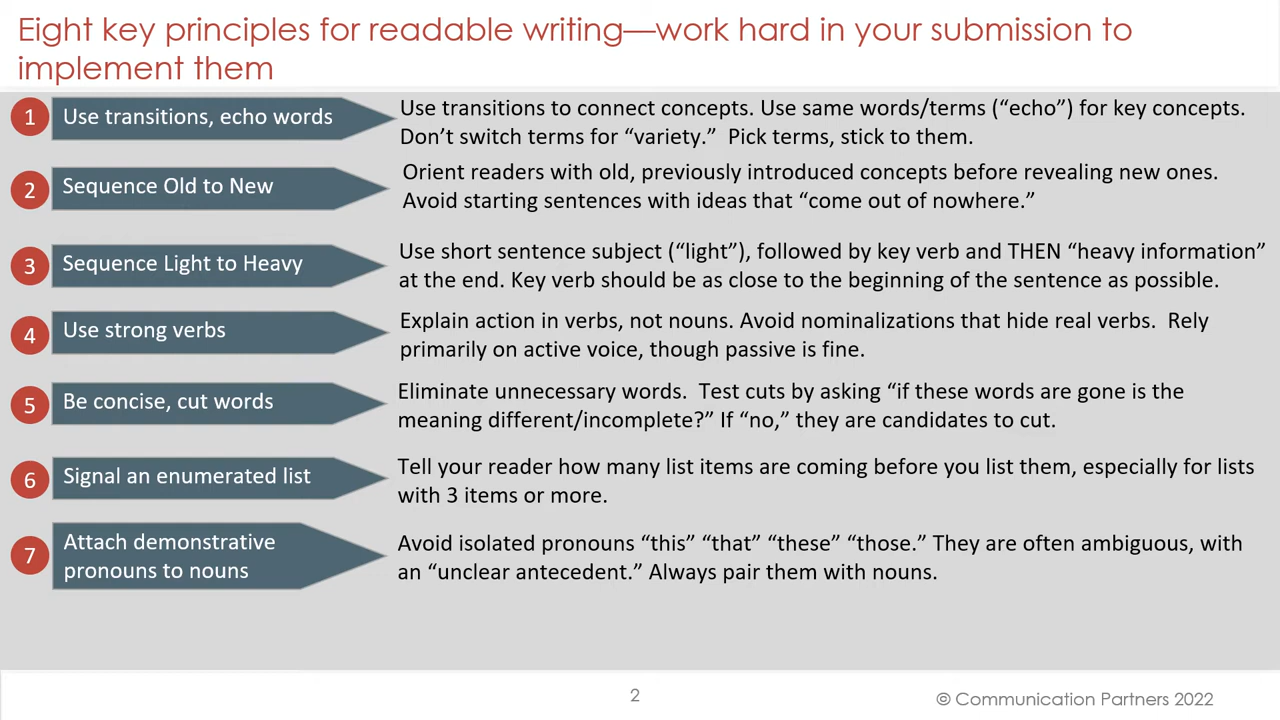 Eight key principles for readable writing—work hard in your submission to
implement them
1 Use transitions, echo words
Use transitions to connect concepts. Use same words/terms (“echo”) for key concepts.
Don’t switch terms for “variety.”  Pick terms, stick to them.
2 Sequence Old to New
Orient readers with old, previously introduced concepts before revealing new ones.
Avoid starting sentences with ideas that “come out of nowhere.”
3 Sequence Light to Heavy
Use short sentence subject (“light”), followed by key verb and THEN “heavy information”
at the end. Key verb should be as close to the beginning of the sentence as possible.
4 Use strong verbs
Explain action in verbs, not nouns. Avoid nominalizations that hide real verbs.  Rely
primarily on active voice, though passive is fine.
5 Be concise, cut words
Eliminate unnecessary words.  Test cuts by asking “if these words are gone is the
meaning different/incomplete?” If “no,” they are candidates to cut.
6 Signal an enumerated list
Tell your reader how many list items are coming before you list them, especially for lists
with 3 items or more.
7 Attach demonstrative
pronouns to nouns
Avoid isolated pronouns “this” “that” “these” “those.” They are often ambiguous, with
an “unclear antecedent.” Always pair them with nouns.
2
© Communication Partners 2022